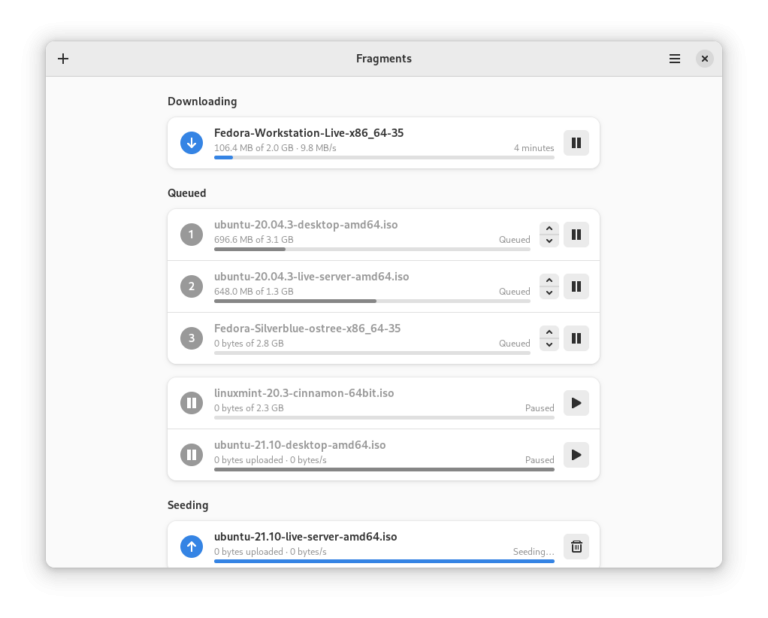 Fragments
Downloading
Fedora-Workstation-Live-x86_64-35
106.4 MB of 2.0 GB · 9.8 MB/s
4 minutes
Queued
1
ubuntu-20.04.3-desktop-amd64.iso
696.6 MB of 3.1 GB
Queued
2
ubuntu-20.04.3-live-server-amd64.iso
648.0 MB of 1.3 GB
Queued
3
Fedora-Silverblue-ostree-x86_64-35
0 bytes of 2.8 GB
Queued
linuxmint-20.3-cinnamon-64bit.iso
0 bytes of 2.3 GB
Paused
ubuntu-21.10-desktop-amd64.iso
0 bytes uploaded · 0 bytes/s
Paused
Seeding
ubuntu-21.10-live-server-amd64.iso
0 bytes uploaded · 0 bytes/s
Seeding...